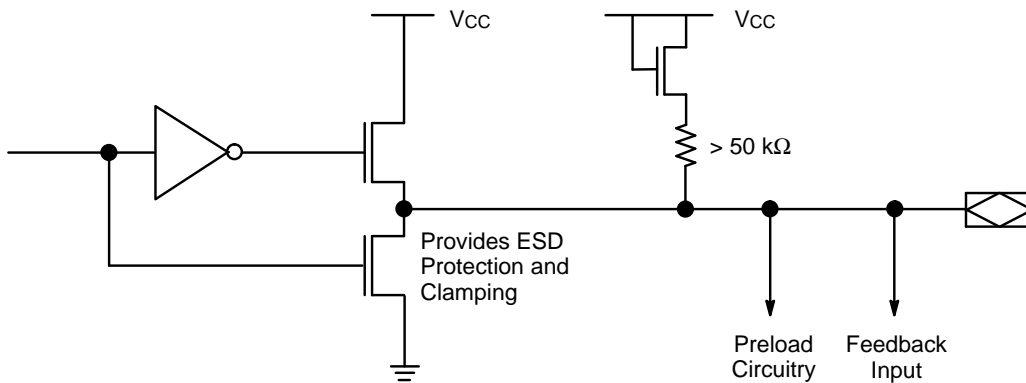 VCC
VCC
> 50 kΩ
Provides ESD
Protection and
Clamping
Preload
Circuitry
Feedback
Input